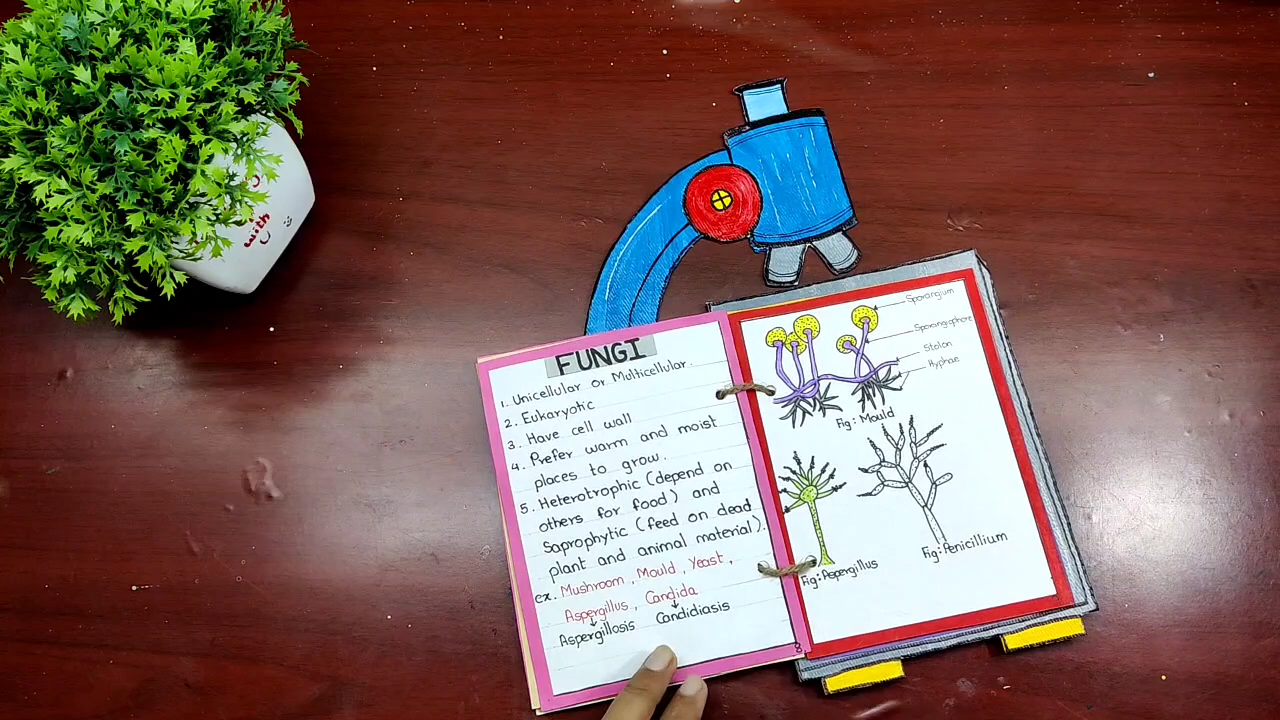 FUNGI
1. Unicellular or Multicellular.
2. Eukaryotic
3. Have cell wall
4. Prefer warm and moist
places to grow.
5. Heterotrophic (depend on
others for food) and
Saprophytic (feed on dead
plant and animal material).
ex. Mushroom, Mould, Yeast,
Aspergillus, Candida
Aspergillosis Candidiasis
8
Sporangium
Sporangiophore
Stolon
Hyphae
Fig: Mould
Fig: Aspergillus
Fig: Penicillium
with